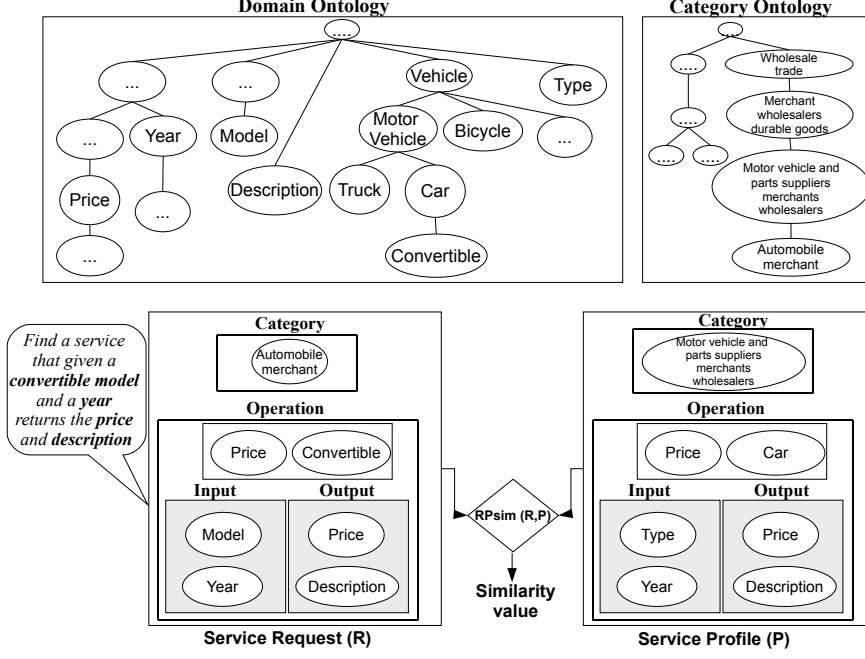 Domain Ontology
....
...
...
Vehicle
Type
...
Year
Model
Motor
Vehicle
Bicycle
...
Price
...
Description
Truck
Car
...
Convertible
Category Ontology
...
....
Wholesale
trade
....
Merchant
wholesalers
durable goods
....
....
Motor vehicle and
parts suppliers
merchants
wholesalers
Automobile
merchant
Find a service
that given a
convertible model
and a year
returns the price
and description
Category
Automobile
merchant
Operation
Price
Convertible
Input
Output
Model
Price
Year
Description
Service Request (R)
RPsim (R,P)
Similarity
value
Category
Motor vehicle and
parts suppliers
merchants
wholesalers
Operation
Price
Car
Input
Output
Type
Price
Year
Description
Service Profile (P)